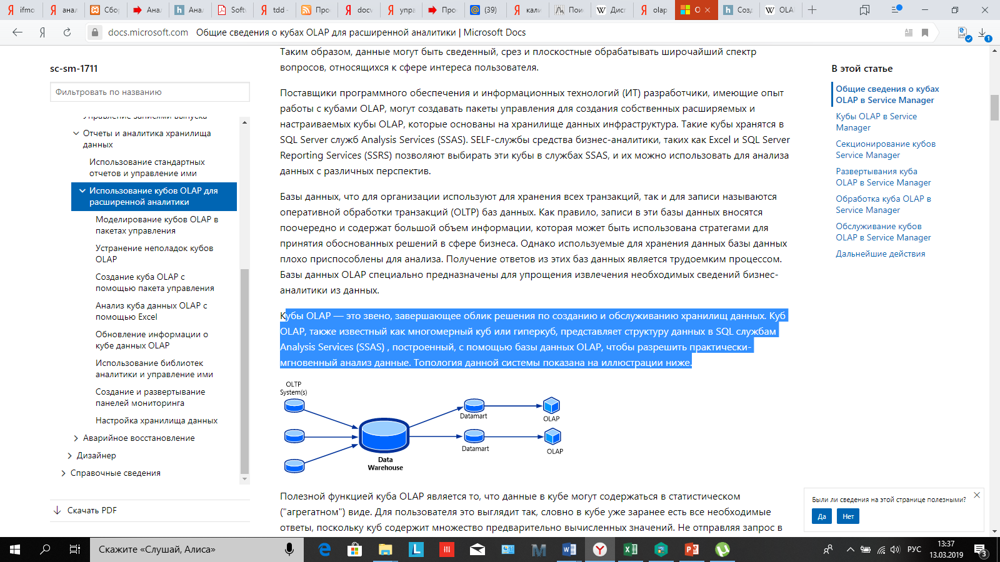 ifmo
анал
Сбор
Анал
Анал
Softv
tdd -
Прос
docv
упра
Прос
(39)
кали
Поис
Дисг
olap
О
Созд
OLAI
Я
docs.microsoft.com Общие сведения о кубах OLAP для расширенной аналитики | Microsoft Docs
1
sc-sm-1711
Фильтровать по названию
Управление записями выпуска
Отчеты и аналитика хранилища
данных
Использование стандартных
отчетов и управление ими
Использование кубов OLAP для
расширенной аналитики
Моделирование кубов OLAP в
пакетах управления
Устранение неполадок кубов
OLAP
Создание куба OLAP с
помощью пакета управления
Анализ куба данных OLAP с
помощью Excel
Обновление информации о
кубе данных OLAP
Использование библиотек
аналитики и управление ими
Создание и развертывание
панелей мониторинга
Настройка хранилища данных
Аварийное восстановление
Дизайнер
Справочные сведения
Скачать PDF
Таким образом, данные могут быть сведенный, срез и плоскостные обрабатывать широчайший спектр
вопросов, относящихся к сфере интереса пользователя.
Поставщики программного обеспечения и информационных технологий (ИТ) разработчики, имеющие опыт
работы с кубами OLAP, могут создавать пакеты управления для создания собственных расширяемых и
настраиваемых кубы OLAP, которые основаны на хранилище данных инфраструктура. Такие кубы хранятся в
SQL Server служб Analysis Services (SSAS). SELF-службы средства бизнес-аналитики, таких как Excel и SQL Server
Reporting Services (SSRS) позволяют выбирать эти кубы в службах SSAS, и их можно использовать для анализа
данных с различных перспектив.
Базы данных, что для организации используют для хранения всех транзакций, так и для записи называются
оперативной обработки транзакций (OLTP) баз данных. Как правило, записи в эти базы данных вносятся
поочередно и содержат большой объем информации, которая может быть использована стратегами для
принятия обоснованных решений в сфере бизнеса. Однако используемые для хранения данных базы данных
плохо приспособлены для анализа. Получение ответов из этих баз данных является трудоемким процессом.
Базы данных OLAP специально предназначены для упрощения извлечения необходимых сведений бизнес-
аналитики из данных.
Кубы OLAP — это звено, завершающее облик решения по созданию и обслуживанию хранилищ данных. Куб
OLAP, также известный как многомерный куб или гиперкуб, представляет структуру данных в SQL службам
Analysis Services (SSAS) , построенный, с помощью базы данных OLAP, чтобы разрешить практически-
мгновенный анализ данные. Топология данной системы показана на иллюстрации ниже.
OLTP
System(s)
Data
Warehouse
Datamart
OLAP
Datamart
OLAP
Полезной функцией куба OLAP является то, что данные в кубе могут содержаться в статистическом
("агрегатном") виде. Для пользователя это выглядит так, словно в кубе уже заранее есть все необходимые
ответы, поскольку куб содержит множество предварительно вычисленных значений. Не отправляя запрос в
В этой статье
Общие сведения о кубах
OLAP в Service Manager
Кубы OLAP в Service
Manager
Секционирование кубов
Service Manager
Развертывания куба
OLAP в Service Manager
Обработка куба OLAP в
Service Manager
Обслуживание кубов
OLAP в Service Manager
Дальнейшие действия
Были ли сведения на этой странице полезными?
Да
Нет
Скажите «Слушай, Алиса»
РУС
13:37
13.03.2019
3